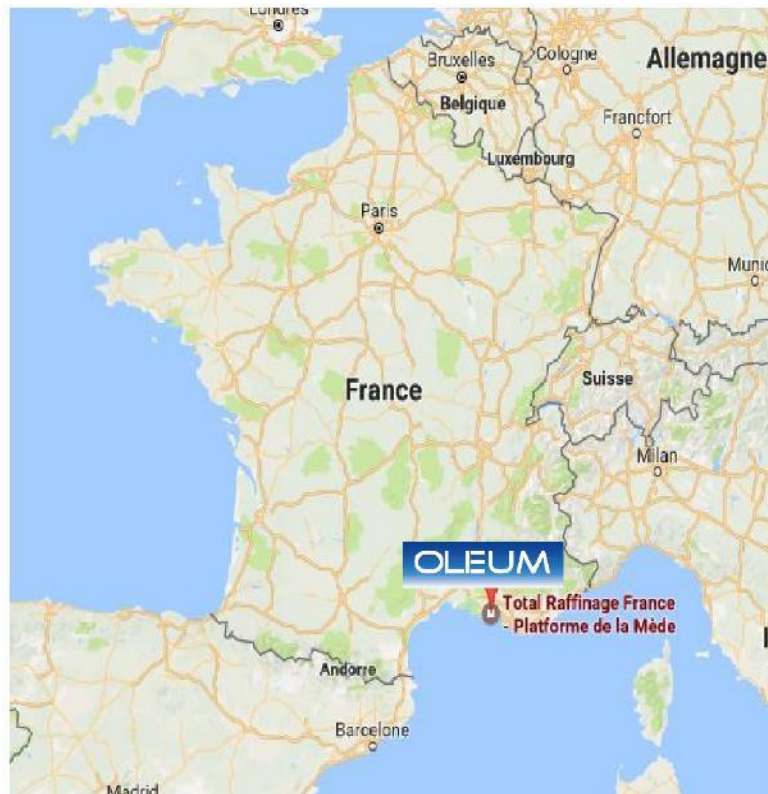 Londres
Bruxelles
Cologne
Allemagne
Belgique
Francfort
Luxembourg
Paris
Munic
France
Suisse
Milan
OLEUM
Total Raffinage France
- Platforme de la Mède
Andorre
Barcelone
Madrid